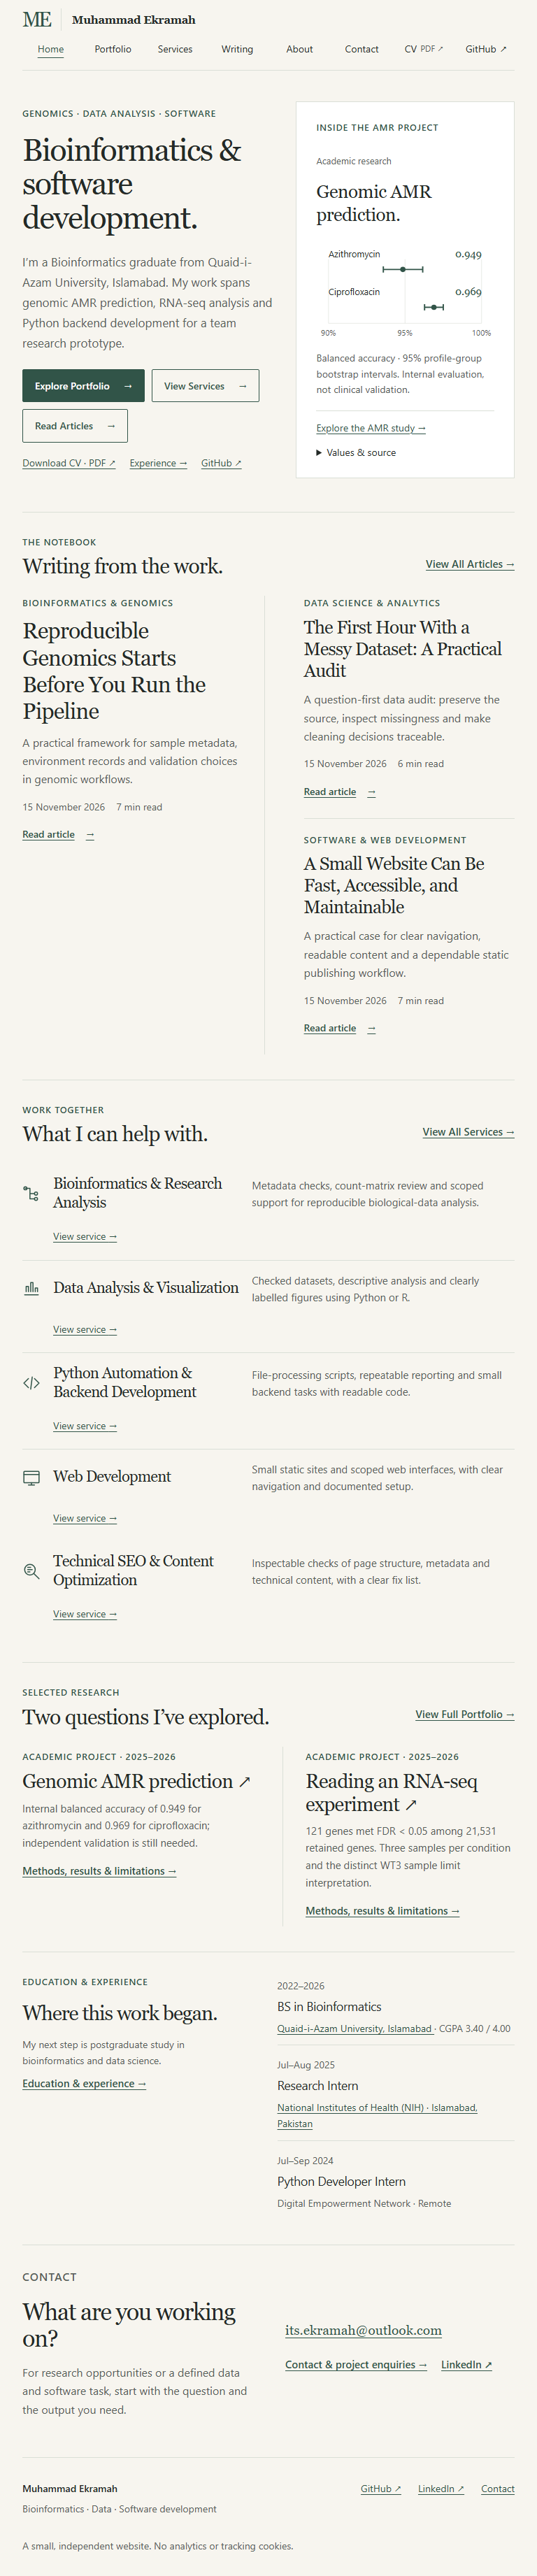 ME
Muhammad Ekramah
Home
Portfolio
Services
Writing
About
Contact
CV PDF ↗
GitHub ↗
GENOMICS · DATA ANALYSIS · SOFTWARE
Bioinformatics &
software
development.
I'm a Bioinformatics graduate from Quaid-i-
Azam University, Islamabad. My work spans
genomic AMR prediction, RNA-seq analysis and
Python backend development for a team
research prototype.
Explore Portfolio →
View Services →
Read Articles →
Download CV · PDF ↗
Experience →
GitHub ↗
INSIDE THE AMR PROJECT
Academic research
Genomic AMR
prediction.
Azithromycin 0.949
Ciprofloxacin 0.969
90% 95% 100%
Balanced accuracy · 95% profile-group
bootstrap intervals. Internal evaluation,
not clinical validation.
Explore the AMR study →
▶ Values & source
THE NOTEBOOK
Writing from the work.
View All Articles →
BIOINFORMATICS & GENOMICS
Reproducible
Genomics Starts
Before You Run the
Pipeline
A practical framework for sample metadata,
environment records and validation choices
in genomic workflows.
15 November 2026 7 min read
Read article →
DATA SCIENCE & ANALYTICS
The First Hour With a
Messy Dataset: A Practical
Audit
A question-first data audit: preserve the
source, inspect missingness and make
cleaning decisions traceable.
15 November 2026 6 min read
Read article →
SOFTWARE & WEB DEVELOPMENT
A Small Website Can Be
Fast, Accessible, and
Maintainable
A practical case for clear navigation,
readable content and a dependable static
publishing workflow.
15 November 2026 7 min read
Read article →
WORK TOGETHER
What I can help with.
View All Services →
Bioinformatics & Research
Analysis
Metadata checks, count-matrix review and scoped
support for reproducible biological-data analysis.
View service →
Data Analysis & Visualization
Checked datasets, descriptive analysis and clearly
labelled figures using Python or R.
View service →
Python Automation &
Backend Development
File-processing scripts, repeatable reporting and small
backend tasks with readable code.
View service →
Web Development
Small static sites and scoped web interfaces, with clear
navigation and documented setup.
View service →
Technical SEO & Content
Optimization
Inspectable checks of page structure, metadata and
technical content, with a clear fix list.
View service →
SELECTED RESEARCH
Two questions I've explored.
View Full Portfolio →
ACADEMIC PROJECT · 2025–2026
Genomic AMR prediction ↗
Internal balanced accuracy of 0.949 for
azithromycin and 0.969 for ciprofloxacin;
independent validation is still needed.
Methods, results & limitations →
ACADEMIC PROJECT · 2025–2026
Reading an RNA-seq
experiment ↗
121 genes met FDR < 0.05 among 21,531
retained genes. Three samples per condition
and the distinct WT3 sample limit
interpretation.
Methods, results & limitations →
EDUCATION & EXPERIENCE
Where this work began.
My next step is postgraduate study in
bioinformatics and data science.
Education & experience →
2022–2026
BS in Bioinformatics
Quaid-i-Azam University, Islamabad · CGPA 3.40 / 4.00
Jul–Aug 2025
Research Intern
National Institutes of Health (NIH) · Islamabad,
Pakistan
Jul–Sep 2024
Python Developer Intern
Digital Empowerment Network · Remote
CONTACT
What are you working
on?
For research opportunities or a defined data
and software task, start with the question and
the output you need.
its.ekramah@outlook.com
Contact & project enquiries →
LinkedIn ↗
Muhammad Ekramah
Bioinformatics · Data · Software development
GitHub ↗
LinkedIn ↗
Contact
A small, independent website. No analytics or tracking cookies.